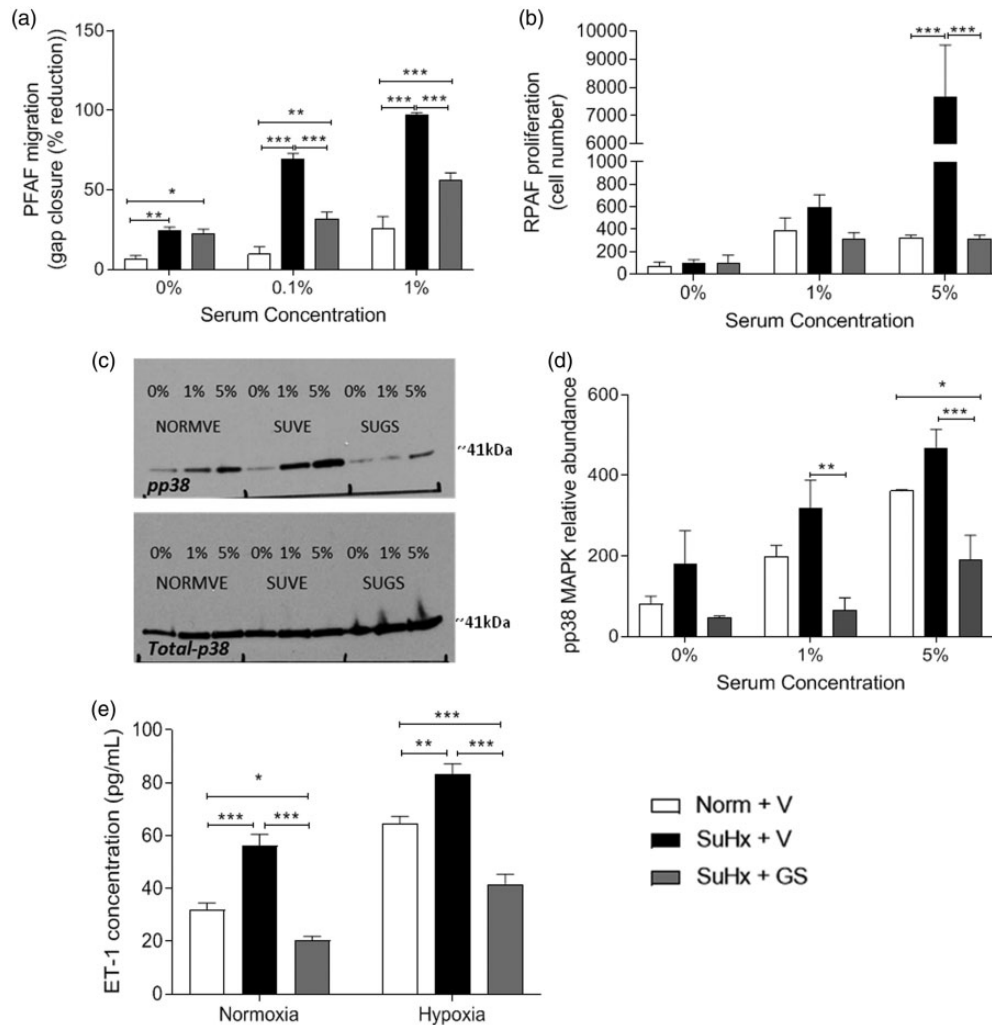 (a)
PFAF migration
(gap closure (% reduction))
150
100
50
0
*
**
**
***
***
***
***
***
0%
0.1%
1%
Serum Concentration
(b)
RPAF proliferation
(cell number)
10000
9000
8000
7000
6000
1000
800
600
400
200
0
***
***
0%
1%
5%
Serum Concentration
(c)
0% 1% 5% 0% 1% 5% 0% 1% 5%
NORMVE SUVE SUGS
~41kDa
pp38
0% 1% 5% 0% 1% 5% 0% 1% 5%
NORMVE SUVE SUGS
~41kDa
Total-p38
(d)
pp38 MAPK relative abundance
600
400
200
0
**
*
***
0%
1%
5%
Serum Concentration
(e)
ET-1 concentration (pg/mL)
100
80
60
40
20
0
*
***
***
***
**
***
Normoxia
Hypoxia
Norm + V
SuHx + V
SuHx + GS